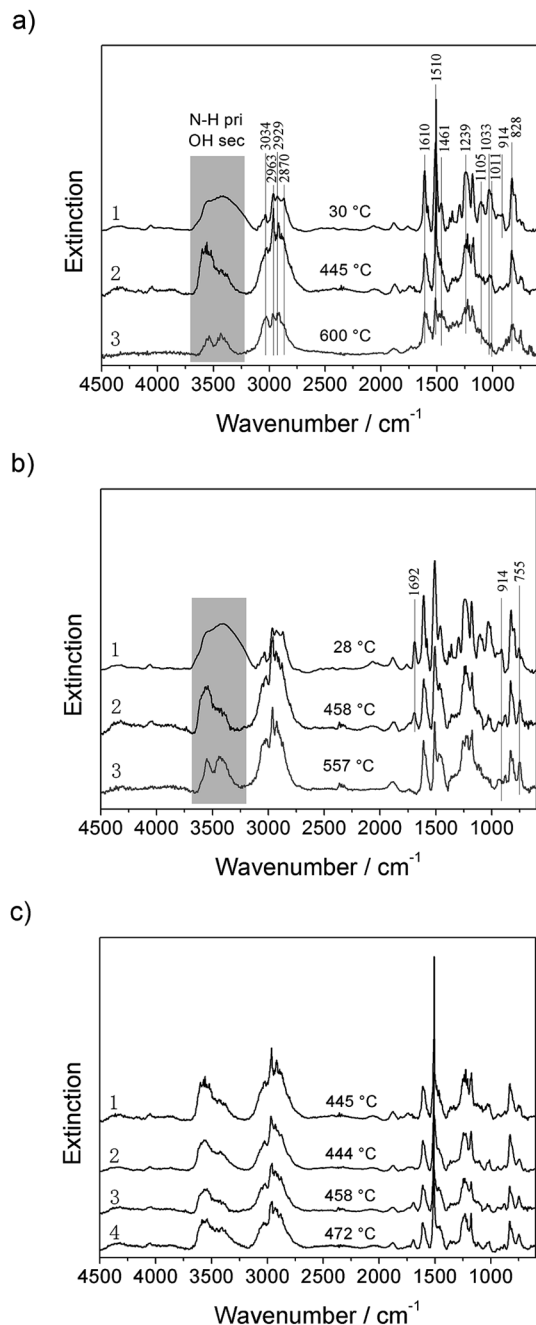 a)
N-H pri
OH sec
3034
2963
2929
2870
1610
1510
1461
1239
1105
1033
1011
914
828
1
30 °C
2
445 °C
3
600 °C
Extinction
4500 4000 3500 3000 2500 2000 1500 1000
Wavenumber / cm-1
b)
1692
914
755
1
28 °C
2
458 °C
3
557 °C
Extinction
4500 4000 3500 3000 2500 2000 1500 1000
Wavenumber / cm-1
c)
1
445 °C
2
444 °C
3
458 °C
4
472 °C
Extinction
4500 4000 3500 3000 2500 2000 1500 1000
Wavenumber / cm-1